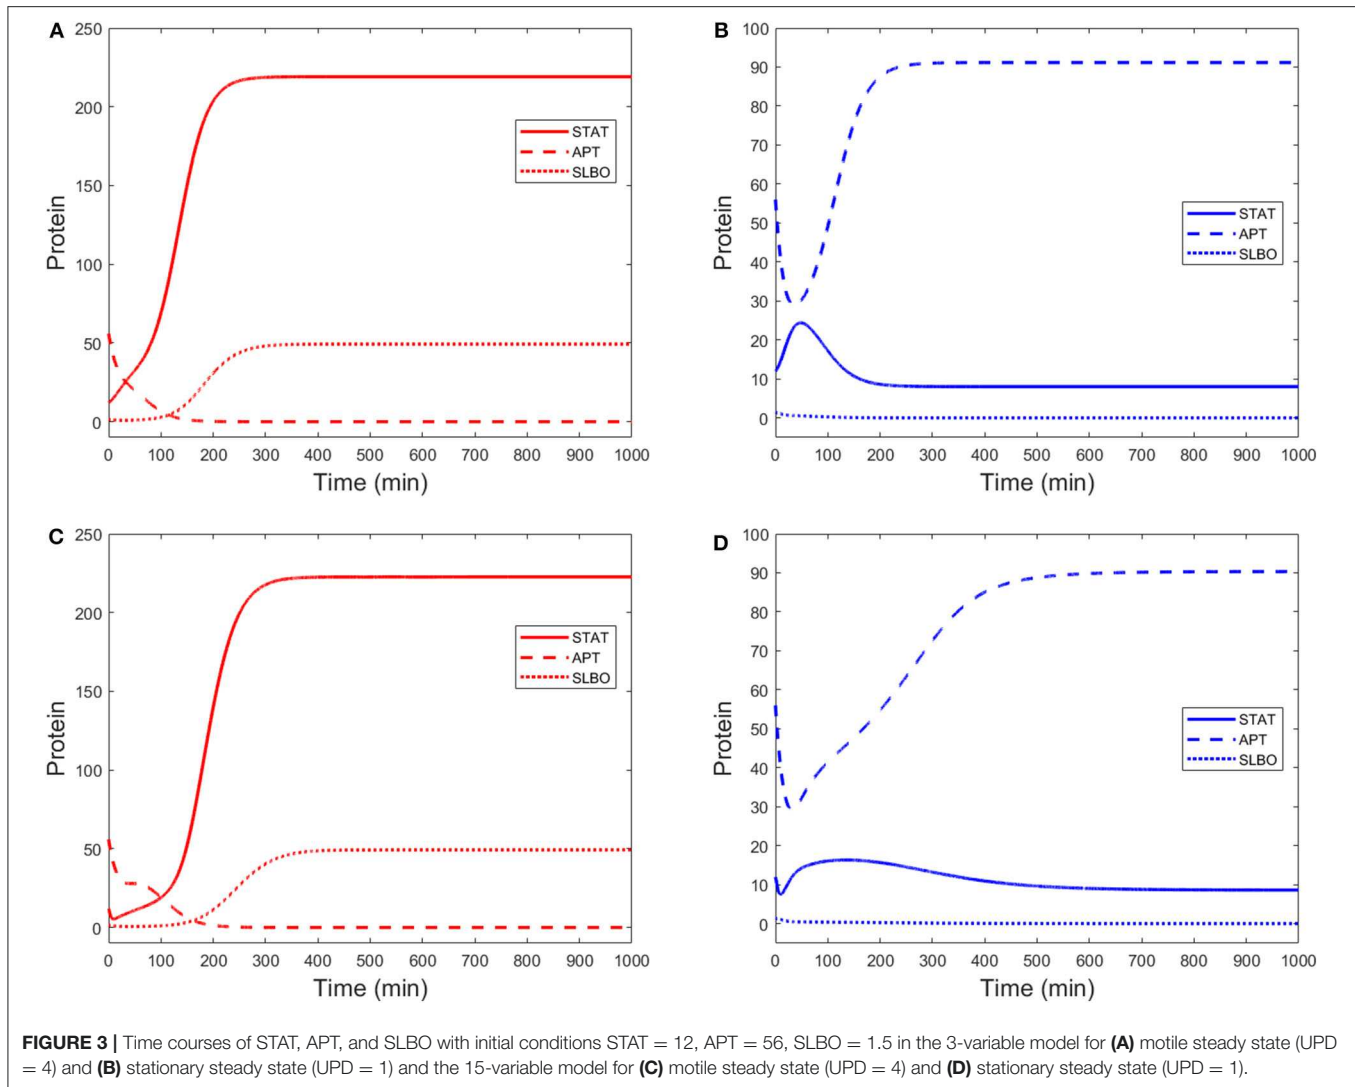 A
250
200
150
100
50
0
Protein
STAT
APT
SLBO
0 100 200 300 400 500 600 700 800 900 1000
Time (min)
B
100
90
80
70
60
50
40
30
20
10
0
Protein
STAT
APT
SLBO
0 100 200 300 400 500 600 700 800 900 1000
Time (min)
C
250
200
150
100
50
0
Protein
STAT
APT
SLBO
0 100 200 300 400 500 600 700 800 900 1000
Time (min)
D
100
90
80
70
60
50
40
30
20
10
0
Protein
STAT
APT
SLBO
0 100 200 300 400 500 600 700 800 900 1000
Time (min)
FIGURE 3 | Time courses of STAT, APT, and SLBO with initial conditions STAT = 12, APT = 56, SLBO = 1.5 in the 3-variable model for (A) motile steady state (UPD
= 4) and (B) stationary steady state (UPD = 1) and the 15-variable model for (C) motile steady state (UPD = 4) and (D) stationary steady state (UPD = 1).